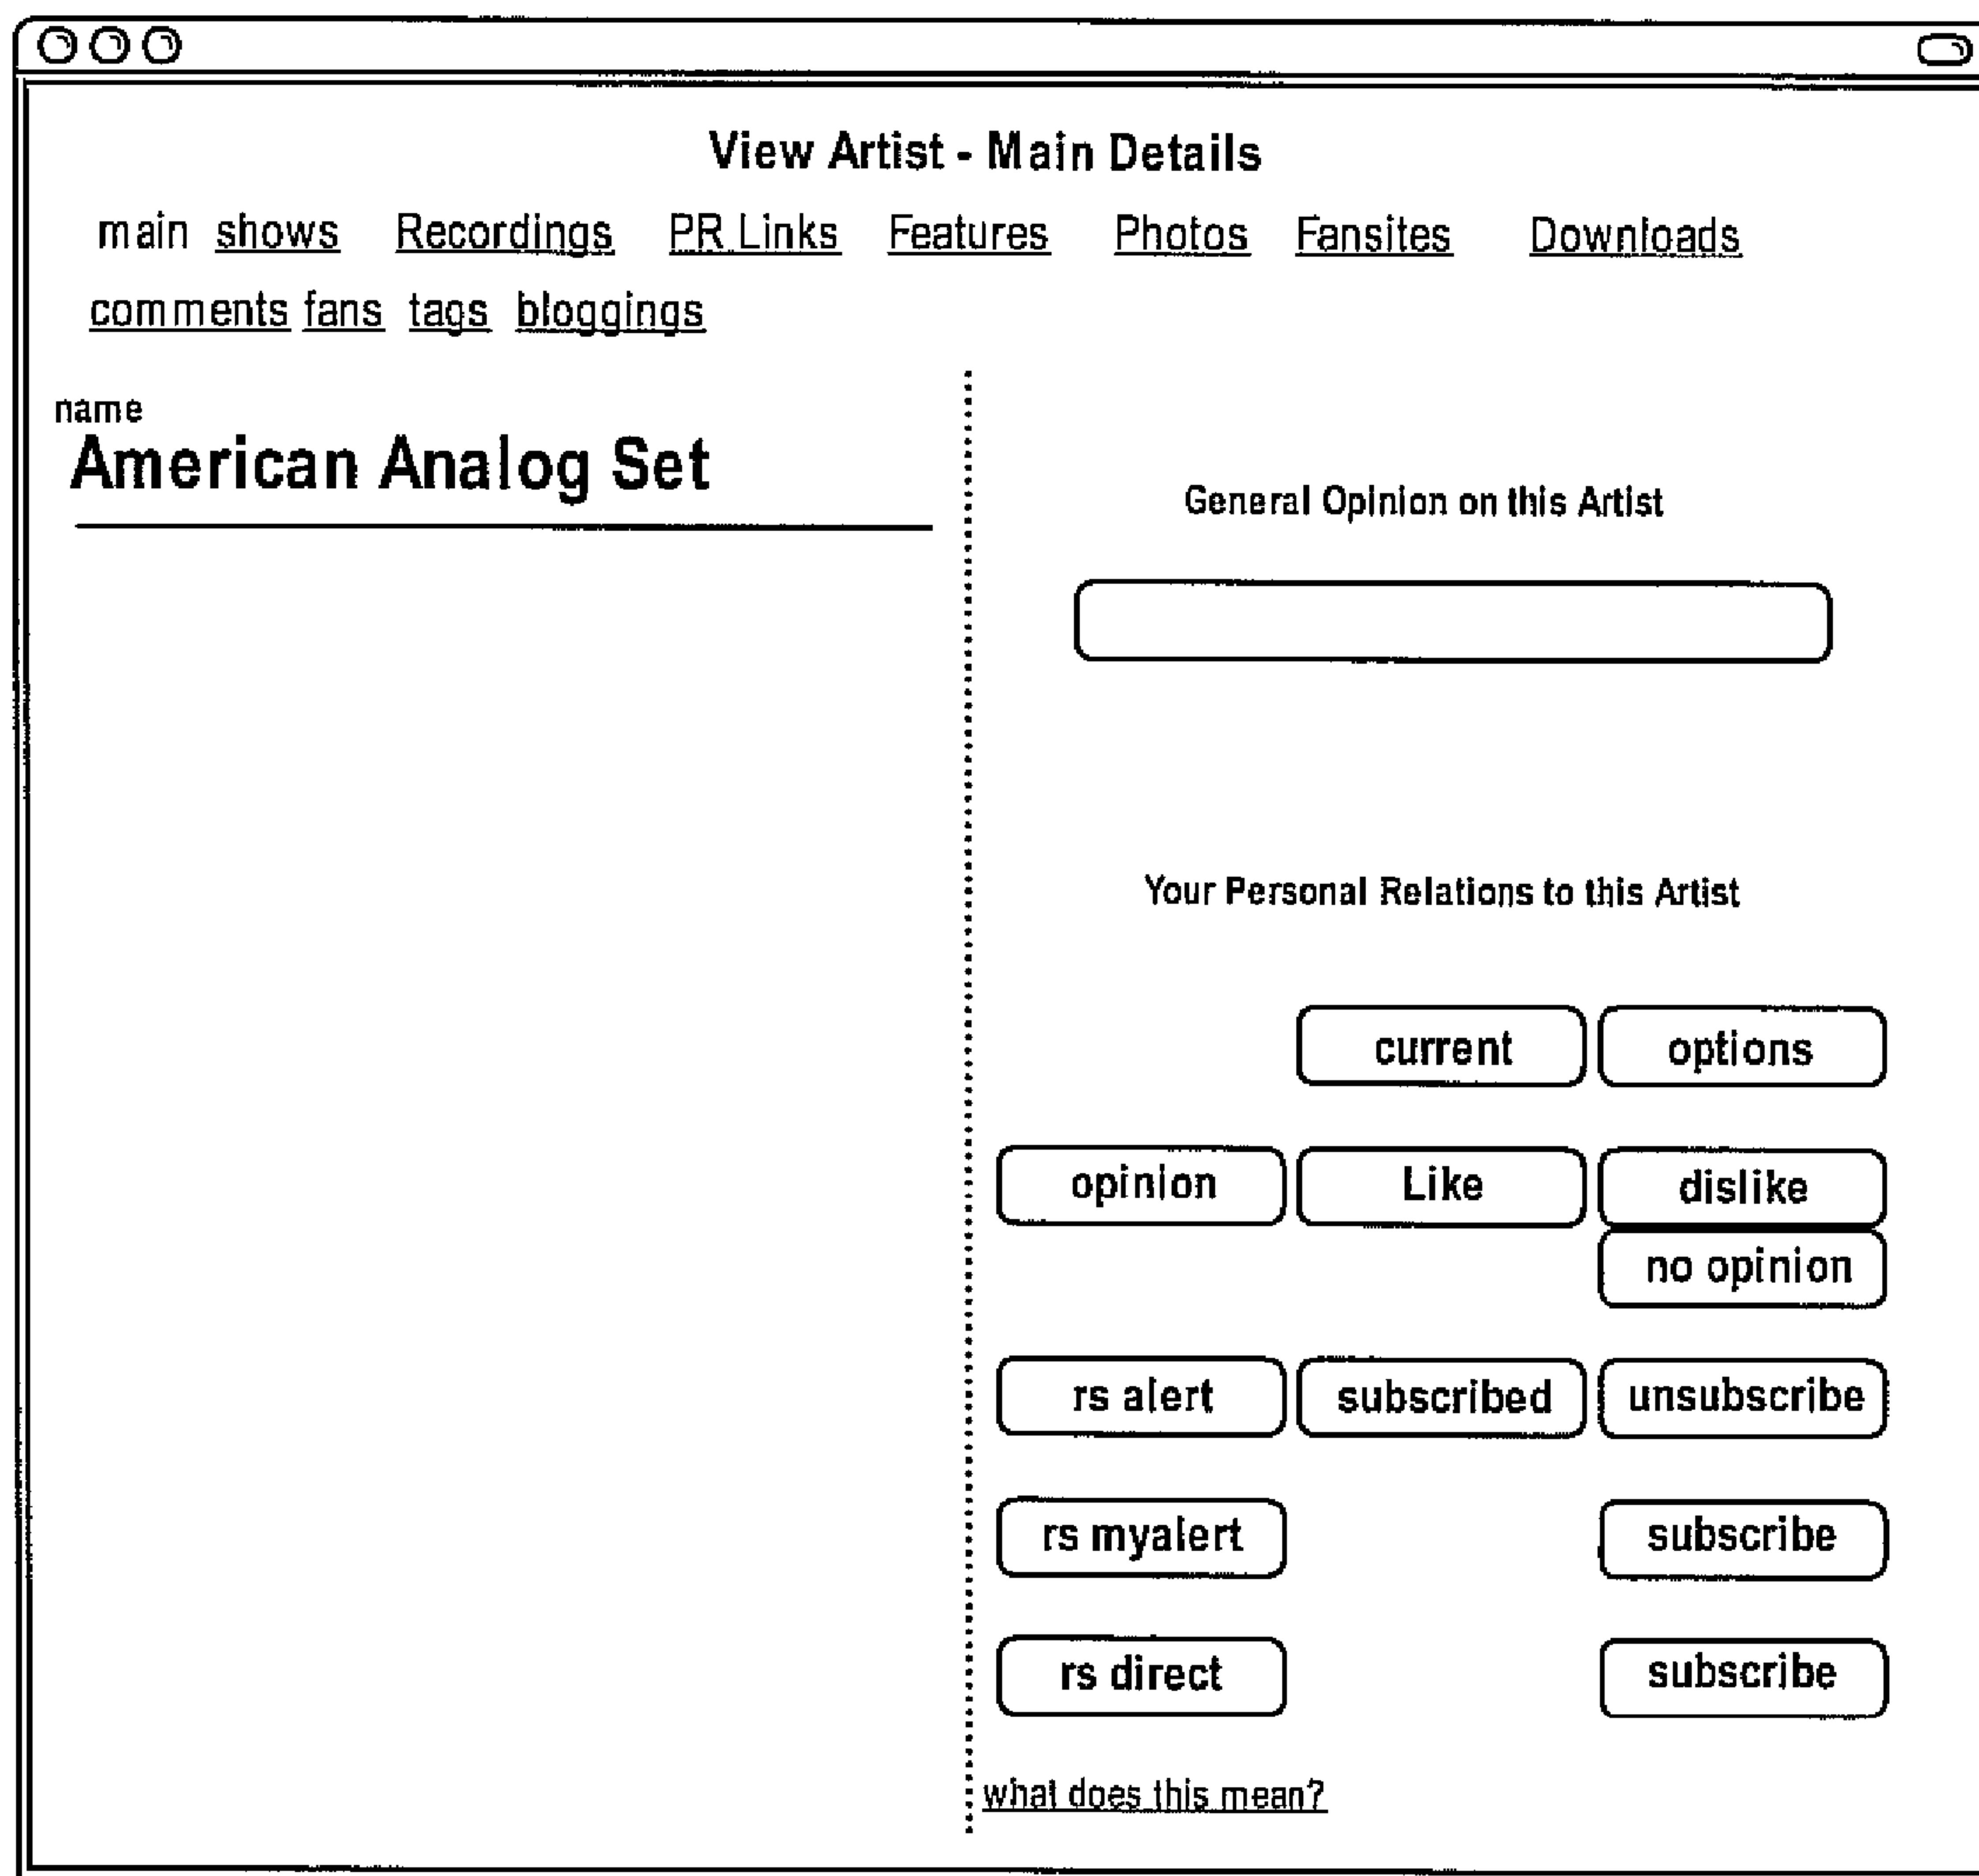 View Artist - Main Details
main shows Recordings PR Links Features Photos Fansites Downloads
comments fans tags bloggings
name
American Analog Set
General Opinion on this Artist
Your Personal Relations to this Artist
current options
opinion Like dislike
no opinion
rs alert subscribed unsubscribe
rs myalert subscribe
rs direct subscribe
what does this mean?